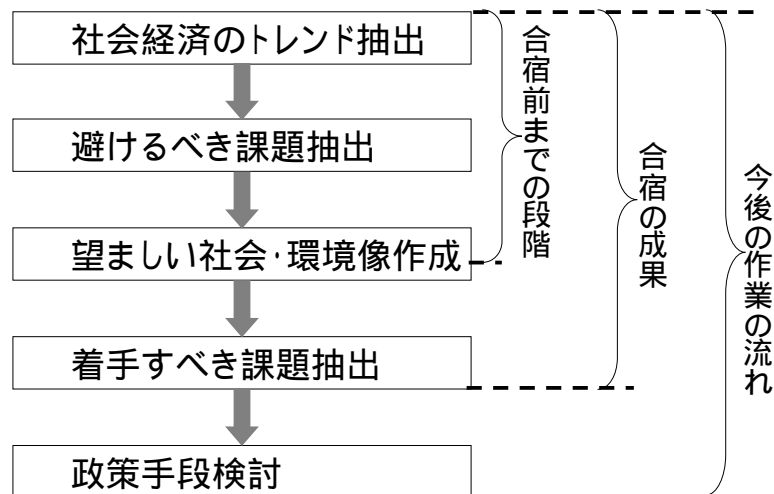 社会経済のトレンド抽出
避けるべき課題抽出
望ましい社会・環境像作成
着手すべき課題抽出
政策手段検討
合宿前までの段階
合宿の成果
今後の作業の流れ